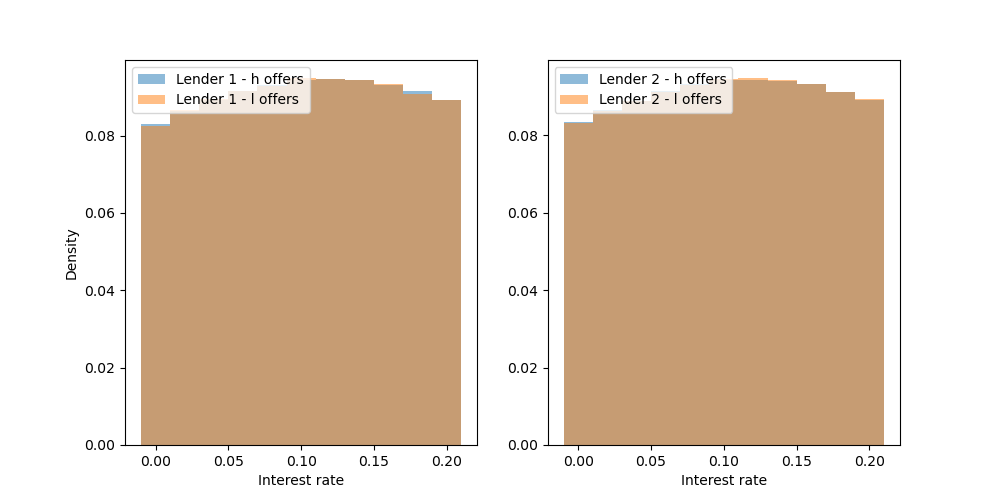 Lender 1 - h offers
Lender 1 - l offers
Density
0.08
0.06
0.04
0.02
0.00
0.00 0.05 0.10 0.15 0.20
Interest rate
Lender 2 - h offers
Lender 2 - l offers
0.08
0.06
0.04
0.02
0.00
0.00 0.05 0.10 0.15 0.20
Interest rate